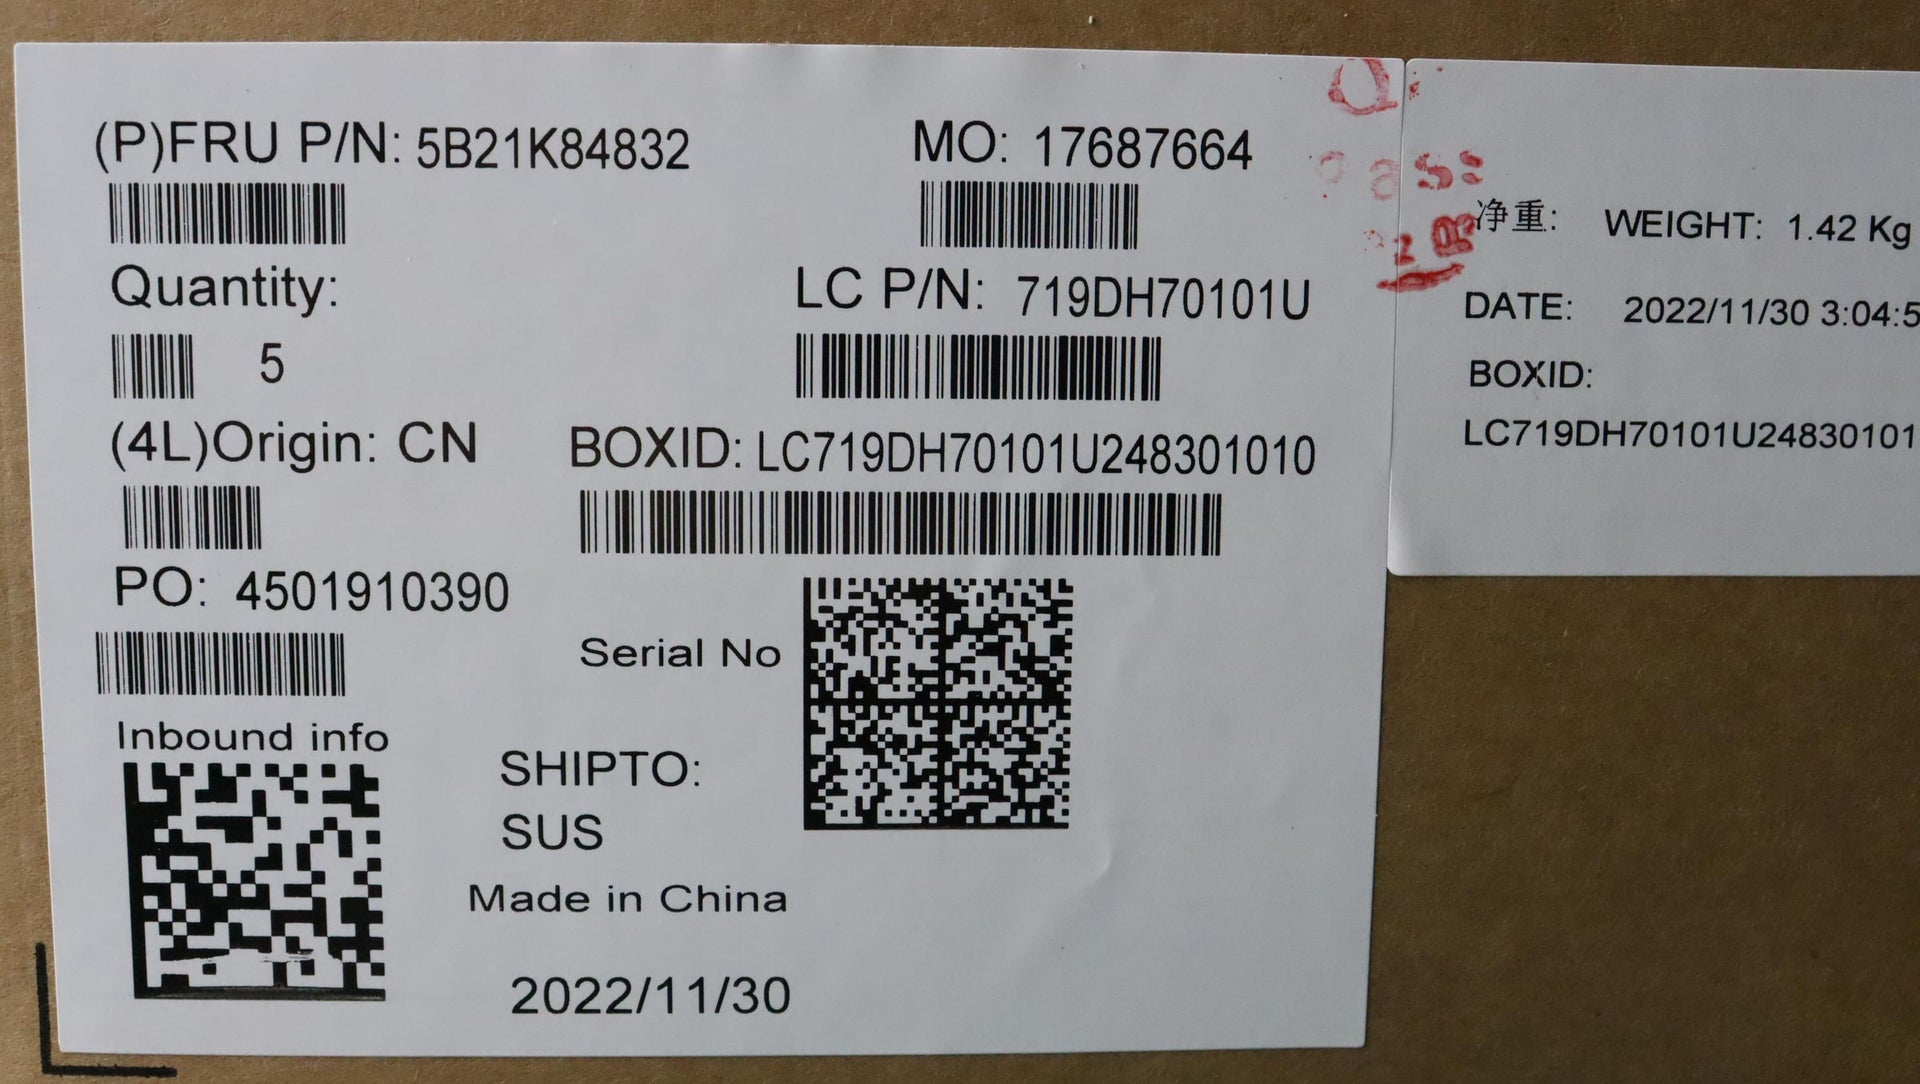 (P)FRU P/N: 5B21K84832
MO: 17687664
Quantity:
5
LC P/N: 719DH70101U
(4L)Origin: CN
BOXID: LC719DH70101U248301010
PO: 4501910390
Serial No
Inbound info
SHIPTO:
SUS
Made in China
2022/11/30
净重: WEIGHT: 1.42 Kg
DATE: 2022/11/30 3:04:5
BOXID:
LC719DH70101U24830101